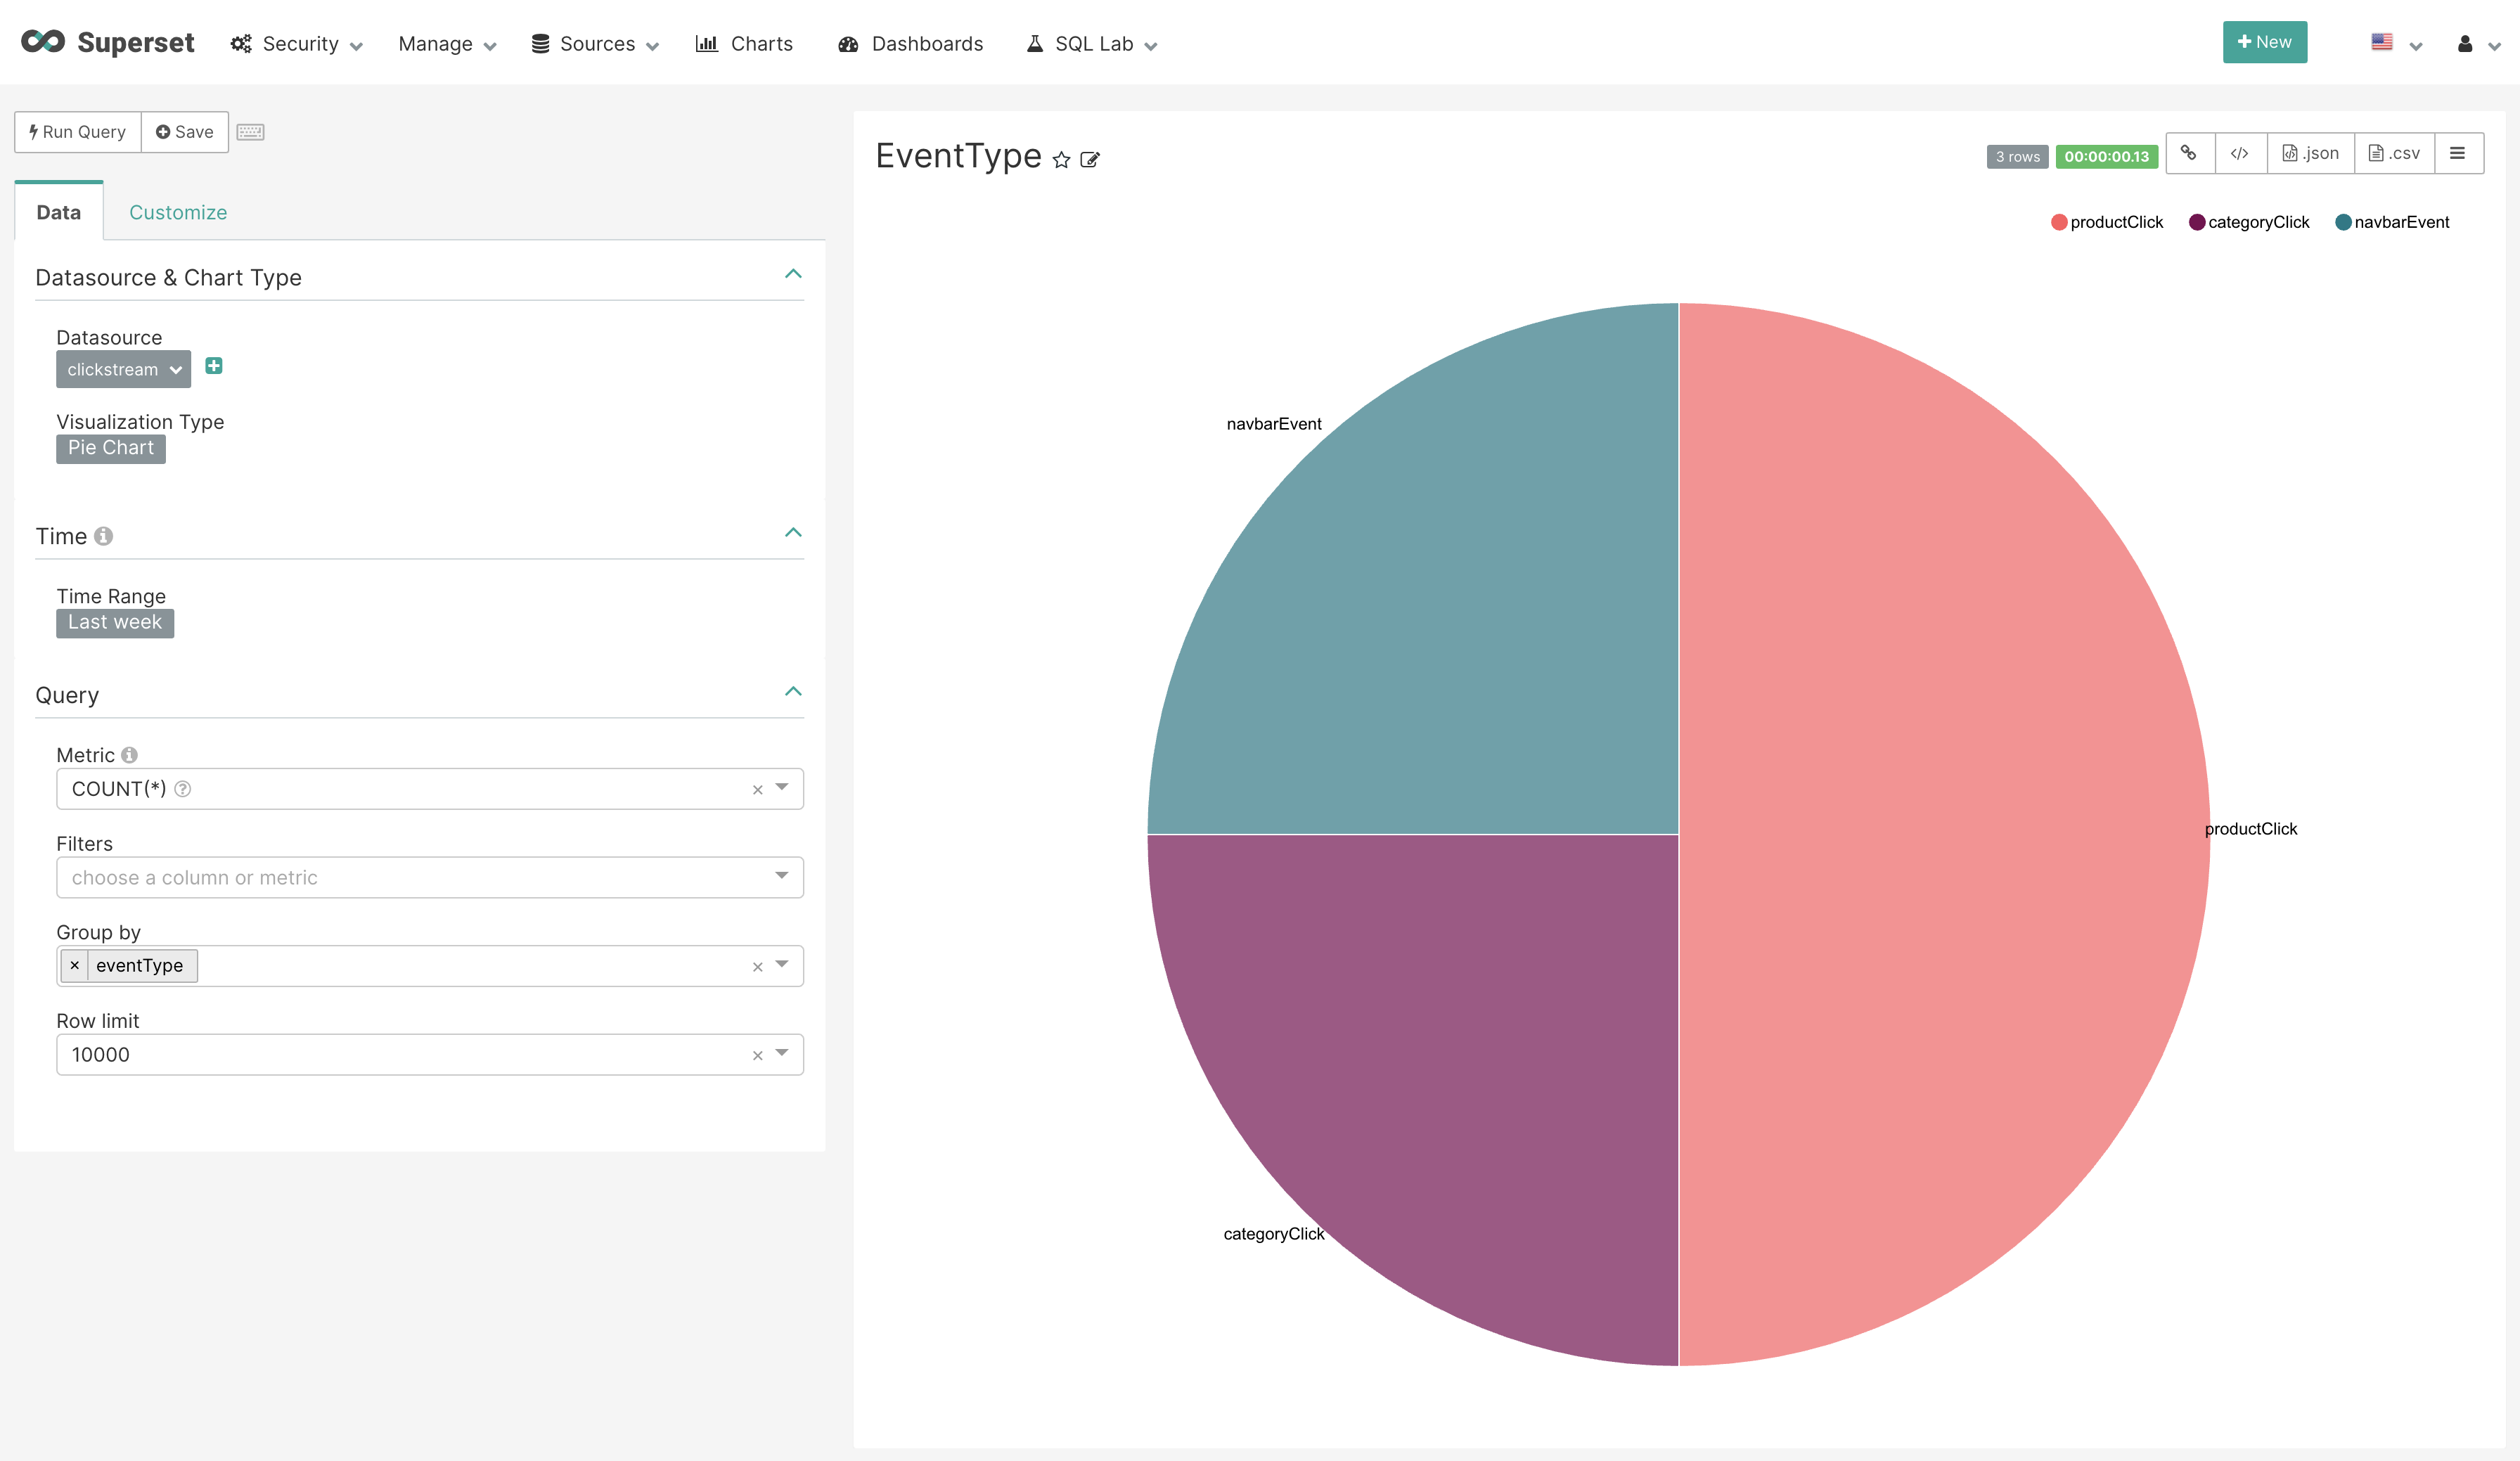 Superset Security Manage Sources Charts Dashboards SQL Lab New
Run Query Save
Data Customize
Datasource & Chart Type
Datasource
clickstream
Visualization Type
Pie Chart
Time
Time Range
Last week
Query
Metric
COUNT(*)
Filters
choose a column or metric
Group by
× eventType
Row limit
10000
EventType
3 rows 00:00:00.13 </> .json .csv
productClick categoryClick navbarEvent
navbarEvent
productClick
categoryClick